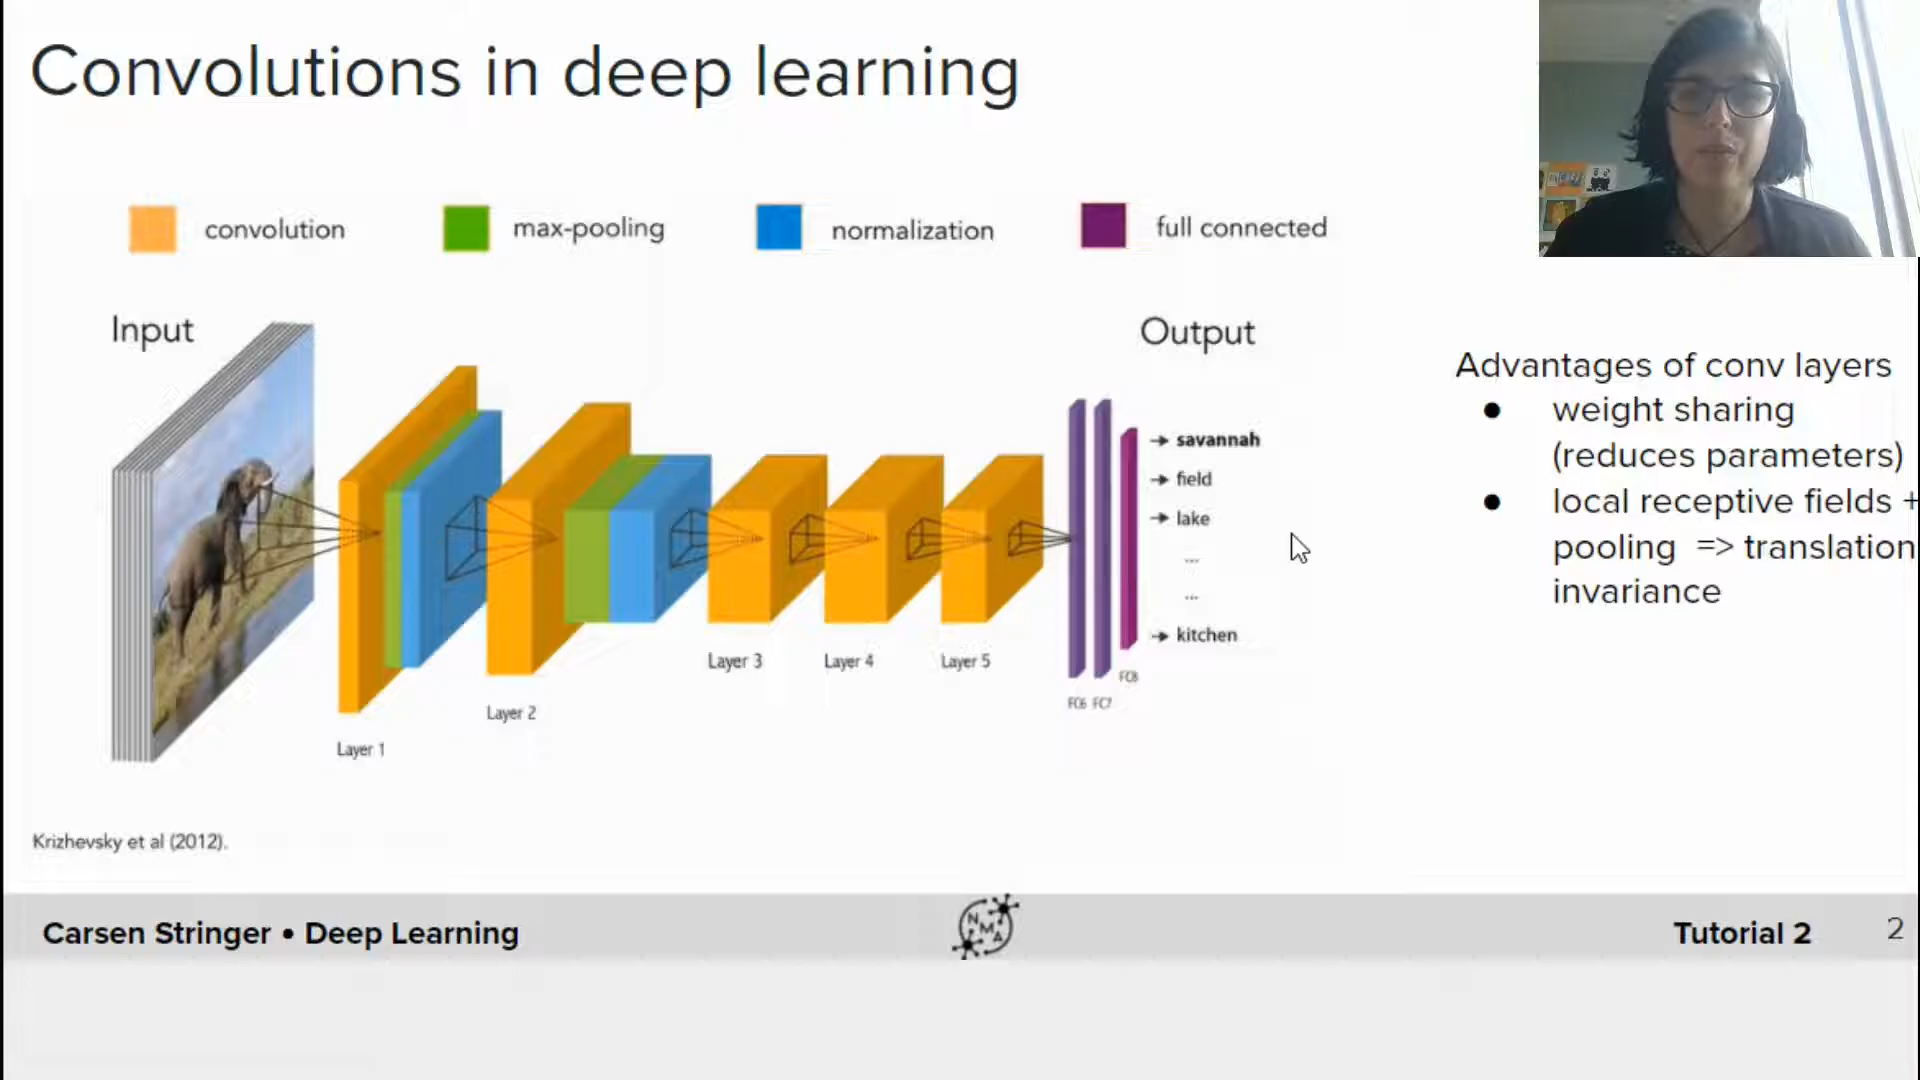 Convolutions in deep learning
convolution
max-pooling
normalization
full connected
Input
Output
savannah
field
lake
...
...
kitchen
Layer 1
Layer 2
Layer 3
Layer 4
Layer 5
FC6 FC7
FC8
Advantages of conv layers
● weight sharing
(reduces parameters)
● local receptive fields +
pooling => translation
invariance
Krizhevsky et al (2012).
Carsen Stringer • Deep Learning
N
M
A
Tutorial 2
2